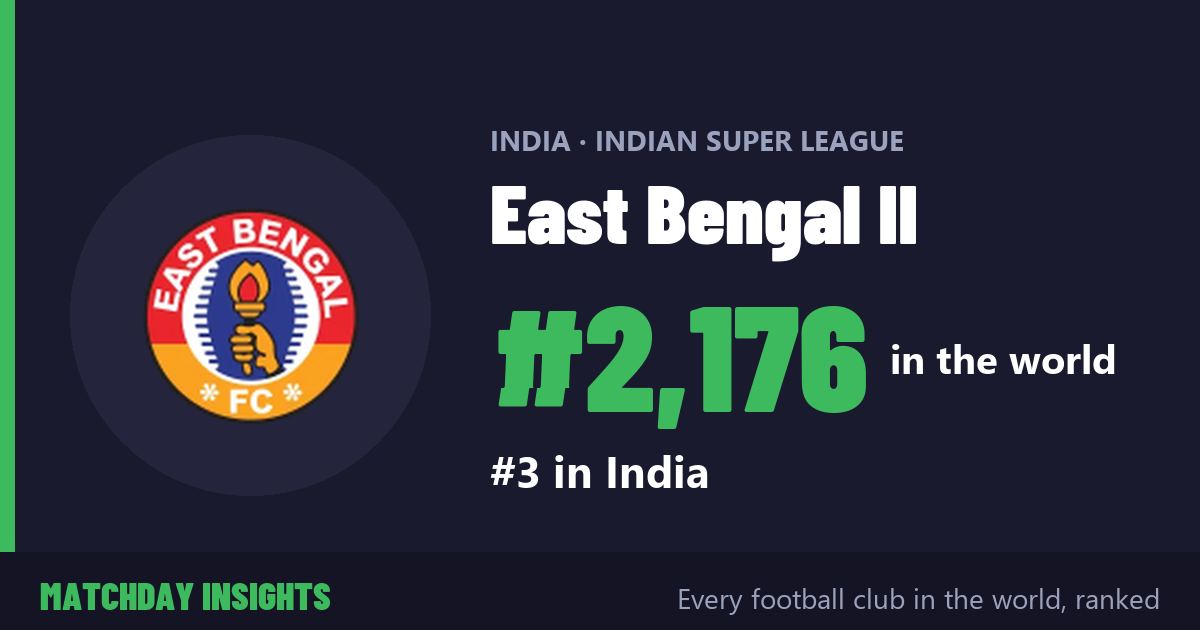 INDIA · INDIAN SUPER LEAGUE
East Bengal II
EAST BENGAL
* FC *
#2,176 in the world
#3 in India
MATCHDAY INSIGHTS
Every football club in the world, ranked